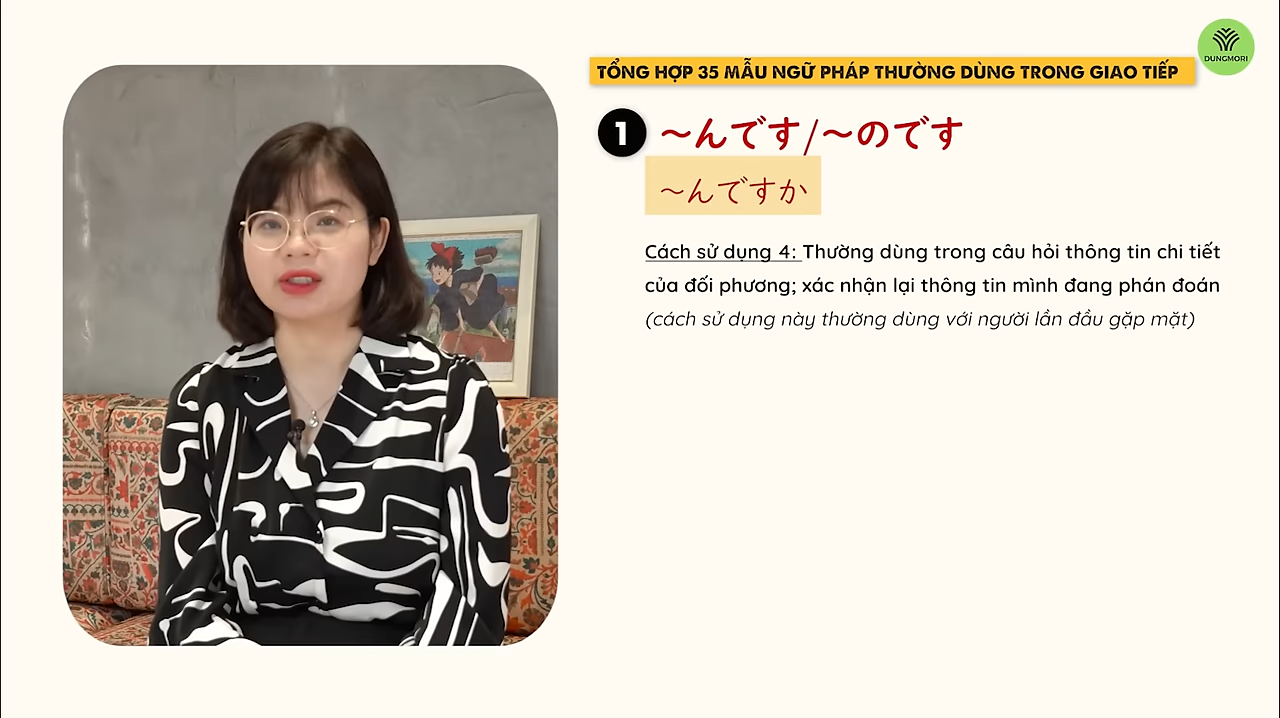 DUNGMORI
TỔNG HỢP 35 MẪU NGỮ PHÁP THƯỜNG DÙNG TRONG GIAO TIẾP
1 ~んです/~のです
~んですか
Cách sử dụng 4: Thường dùng trong câu hỏi thông tin chi tiết
của đối phương; xác nhận lại thông tin mình đang phán đoán
(cách sử dụng này thường dùng với người lần đầu gặp mặt)